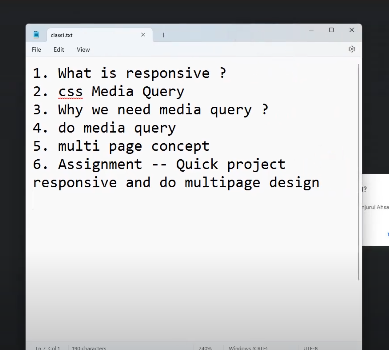 class1.txt
File Edit View
1. What is responsive ?
2. css Media Query
3. Why we need media query ?
4. do media query
5. multi page concept
6. Assignment -- Quick project
responsive and do multipage design